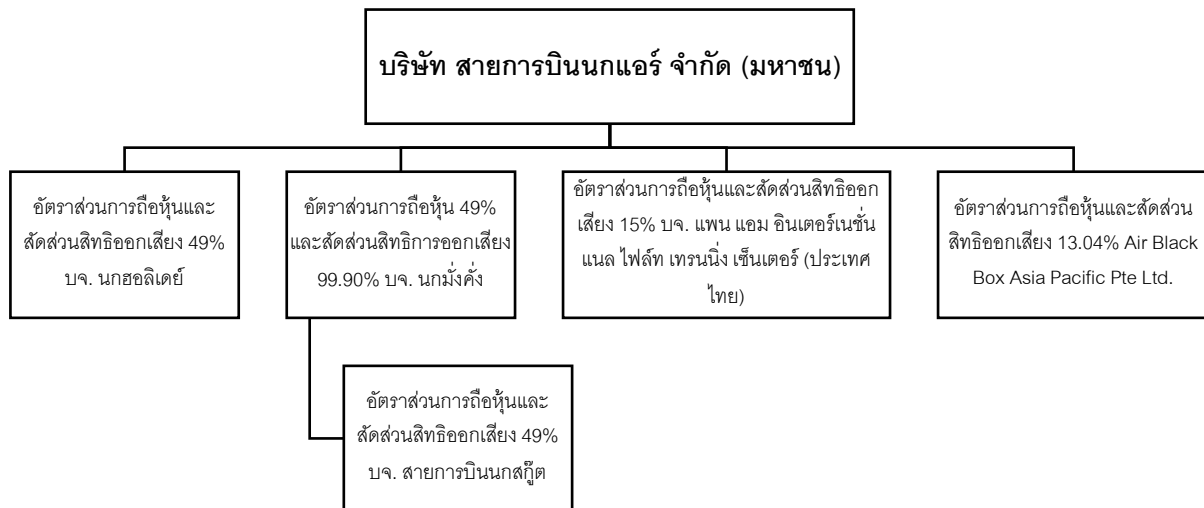 บริษัท สายการบินนกแอร์ จำกัด (มหาชน)
อัตราส่วนการถือหุ้นและ
สัดส่วนสิทธิออกเสียง 49%
บจ. นกฮอลิเดย์
อัตราส่วนการถือหุ้น 49%
และสัดส่วนสิทธิการออกเสียง
99.90% บจ. นกมั่งคั่ง
อัตราส่วนการถือหุ้นและสัดส่วนสิทธิออก
เสียง 15% บจ. แพน แอม อินเตอร์เนชั่น
แนล ไฟล์ท เทรนนิ่ง เซ็นเตอร์ (ประเทศ
ไทย)
อัตราส่วนการถือหุ้นและสัดส่วน
สิทธิออกเสียง 13.04% Air Black
Box Asia Pacific Pte Ltd.
อัตราส่วนการถือหุ้นและ
สัดส่วนสิทธิออกเสียง 49%
บจ. สายการบินนกสกู๊ต